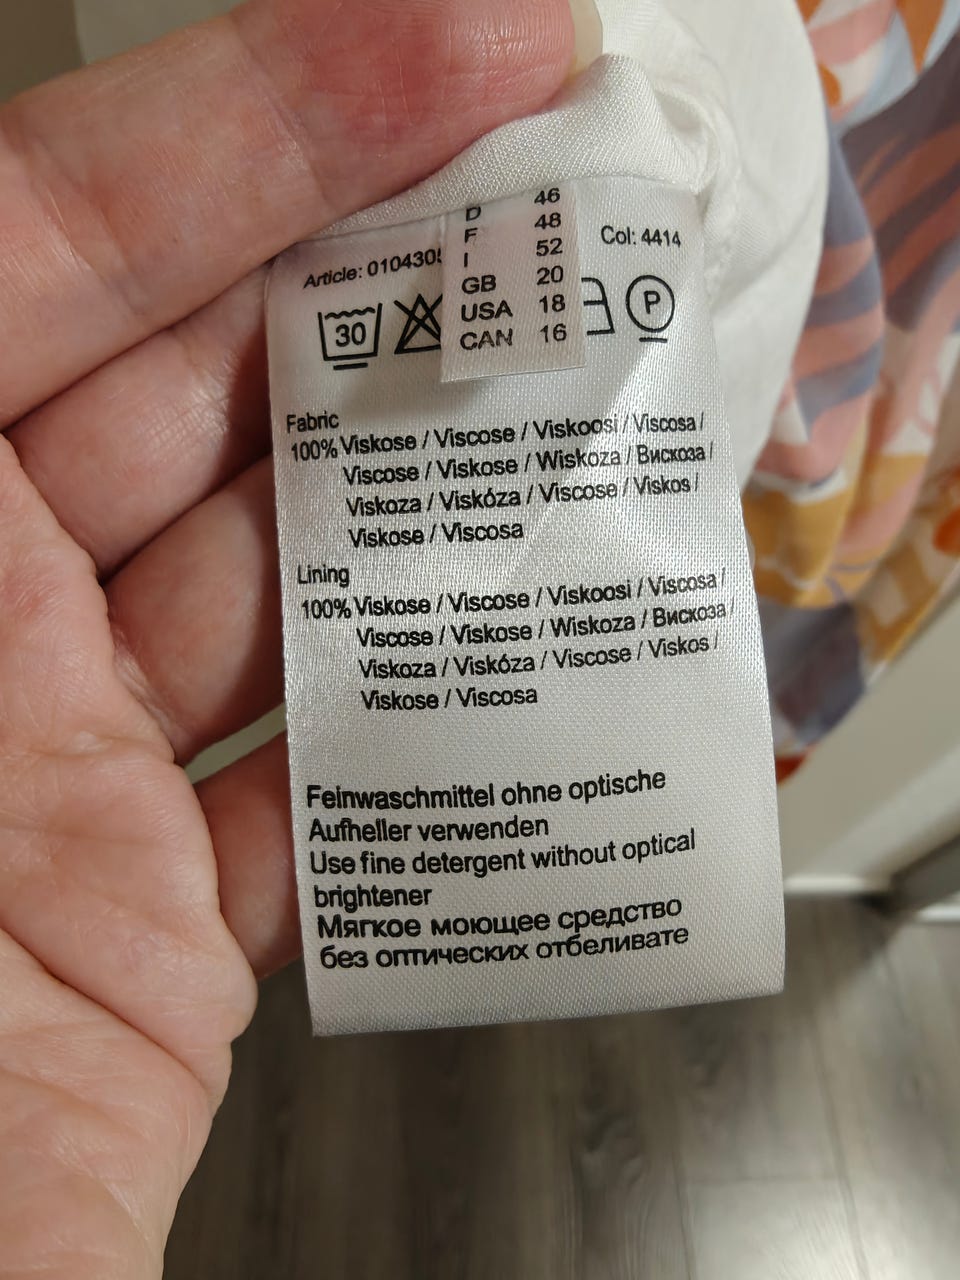 D 46
F 48
I 52
GB 20
USA 18
CAN 16
Article: 010430
Col: 4414
30
P
Fabric
100% Viskose / Viscose / Viskoosi / Viscosa /
Viscose / Viskose / Wiskoza / Вискоза /
Viskoza / Viskóza / Viscose / Viskos /
Viskose / Viscosa
Lining
100% Viskose / Viscose / Viskoosi / Viscosa /
Viscose / Viskose / Wiskoza / Вискоза /
Viskoza / Viskóza / Viscose / Viskos /
Viskose / Viscosa
Feinwaschmittel ohne optische
Aufheller verwenden
Use fine detergent without optical
brightener
Мягкое моющее средство
без оптических отбеливате